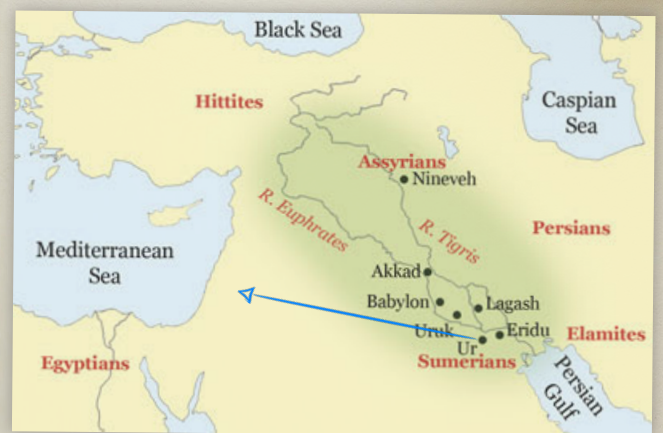 Black Sea
Hittites
Caspian
Sea
Assyrians
Nineveh
R. Euphrates
R. Tigris
Persians
Mediterranean
Sea
Akkad
Babylon
Lagash
Uruk
Eridu
Ur
Elamites
Egyptians
Sumerians
Persian
Gulf